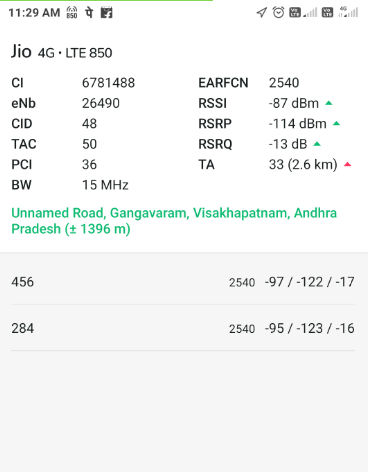 11:29 AM 850 पे
Jio 4G · LTE 850
CI 6781488 EARFCN 2540
eNb 26490 RSSI -87 dBm
CID 48 RSRP -114 dBm
TAC 50 RSRQ -13 dB
PCI 36 TA 33 (2.6 km)
BW 15 MHz
Unnamed Road, Gangavaram, Visakhapatnam, Andhra
Pradesh (± 1396 m)
456 2540 -97 / -122 / -17
284 2540 -95 / -123 / -16